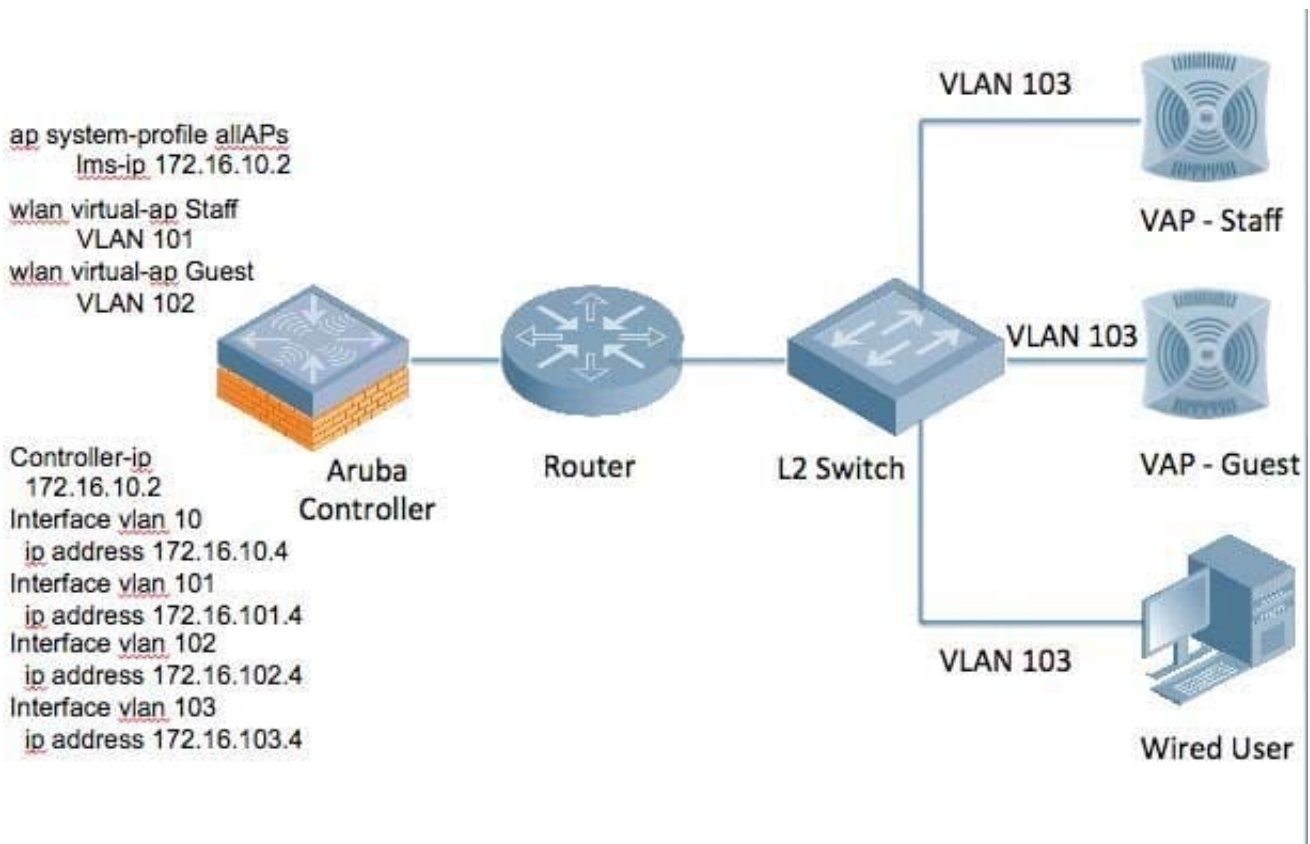 ap system-profile allAPs
lms-ip 172.16.10.2
wlan virtual-ap Staff
VLAN 101
wlan virtual-ap Guest
VLAN 102
Controller-ip
172.16.10.2
Interface vlan 10
ip address 172.16.10.4
Interface vlan 101
ip address 172.16.101.4
Interface vlan 102
ip address 172.16.102.4
Interface vlan 103
ip address 172.16.103.4
Aruba
Controller
Router
L2 Switch
VLAN 103
VAP - Staff
VLAN 103
VAP - Guest
VLAN 103
Wired User